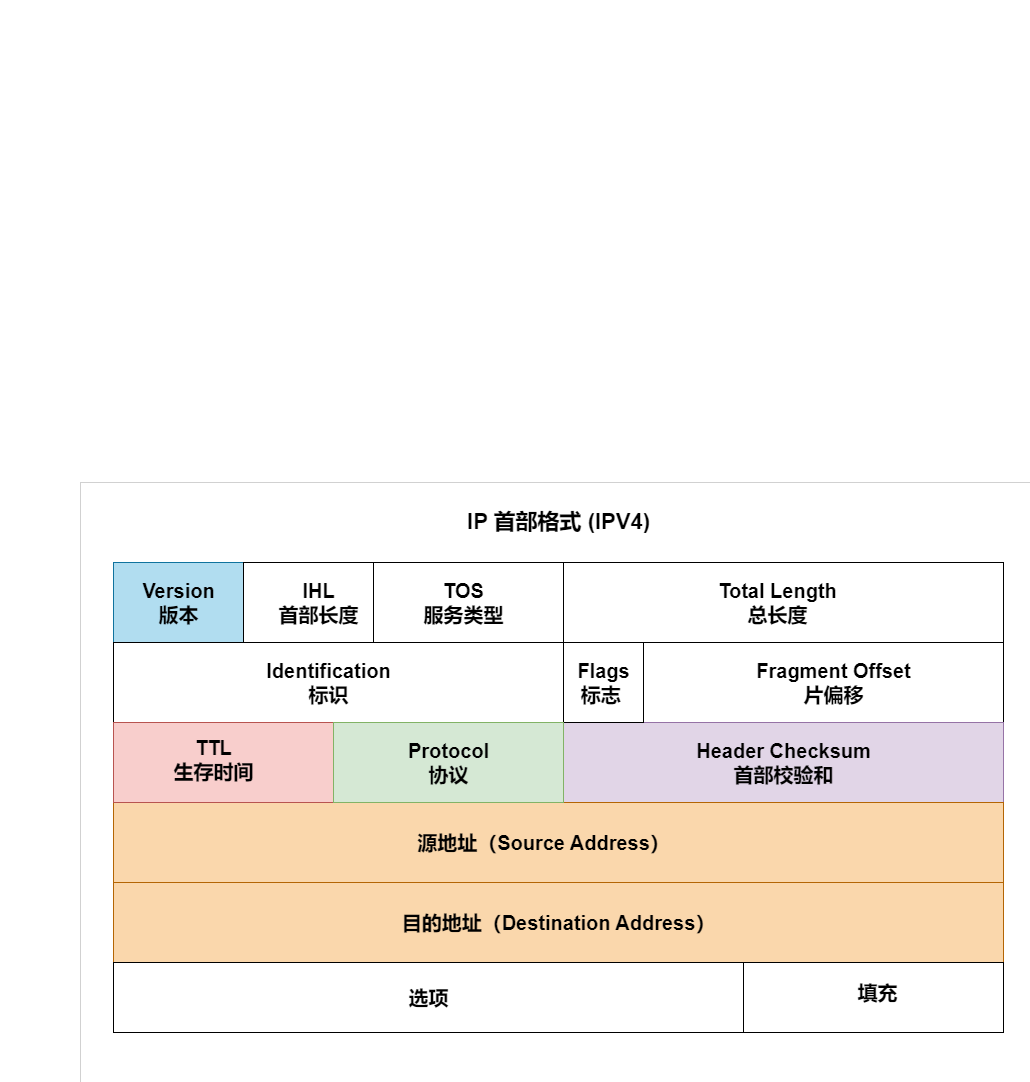 IP 首部格式 (IPV4)
Version
版本
IHL
首部长度
TOS
服务类型
Total Length
总长度
Identification
标识
Flags
标志
Fragment Offset
片偏移
TTL
生存时间
Protocol
协议
Header Checksum
首部校验和
源地址（Source Address）
目的地址（Destination Address）
选项
填充